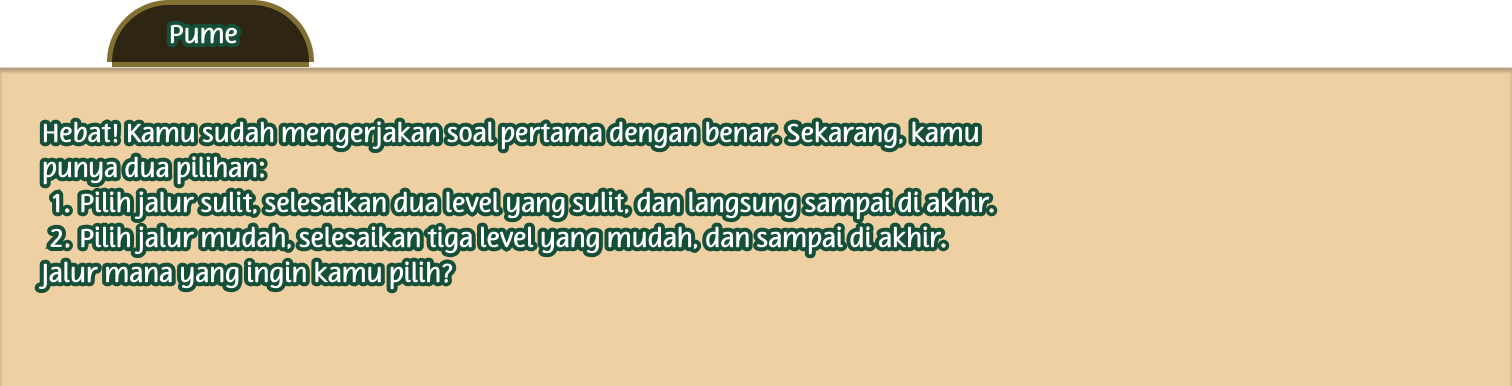 Pume
Hebat! Kamu sudah mengerjakan soal pertama dengan benar. Sekarang, kamu
punya dua pilihan:
1. Pilih jalur sulit, selesaikan dua level yang sulit, dan langsung sampai di akhir.
2. Pilih jalur mudah, selesaikan tiga level yang mudah, dan sampai di akhir.
Jalur mana yang ingin kamu pilih?